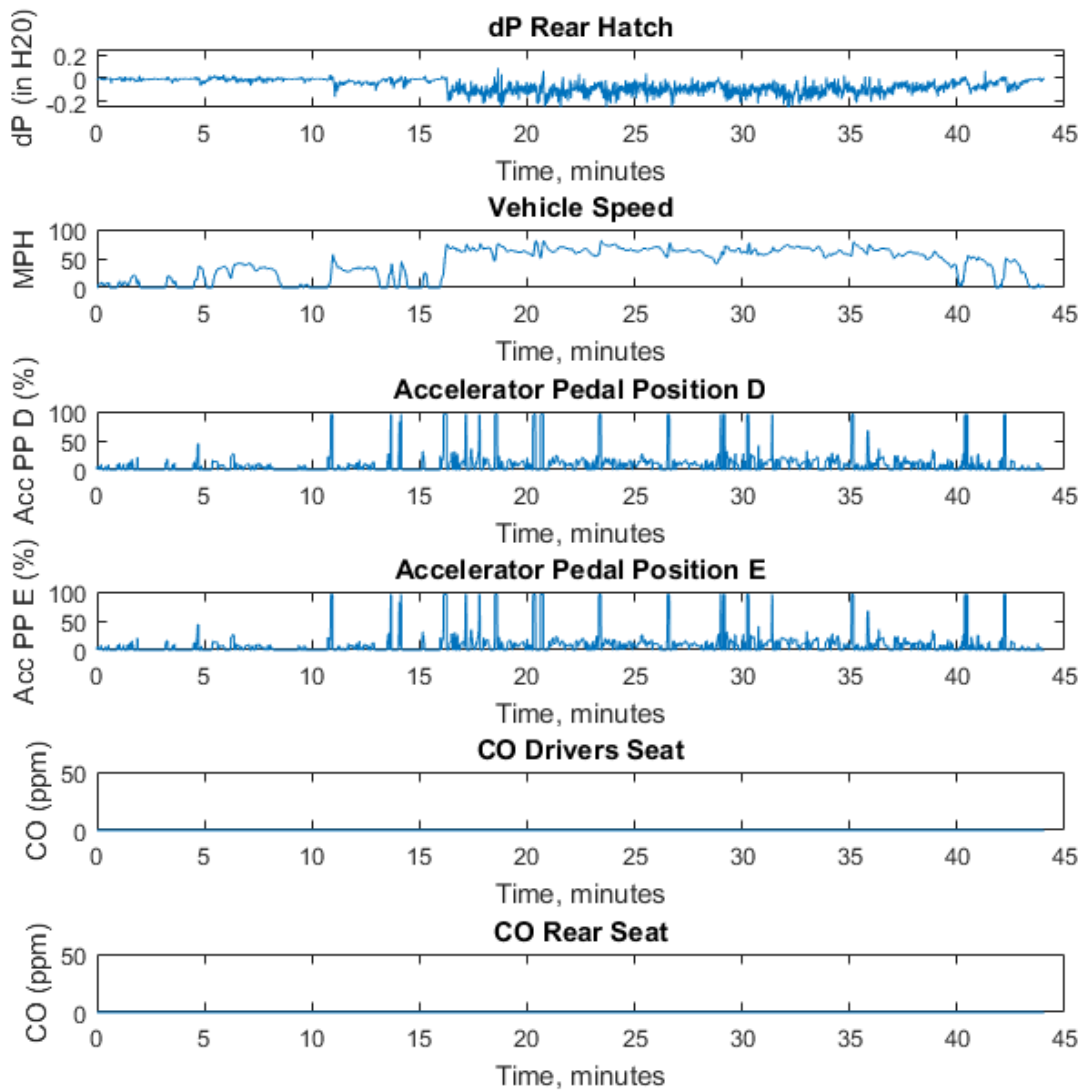 dP Rear Hatch
dP (in H20)
0.2
0
-0.2
0 5 10 15 20 25 30 35 40 45
Time, minutes
Vehicle Speed
MPH
100
50
0
0 5 10 15 20 25 30 35 40 45
Time, minutes
Accelerator Pedal Position D
Acc PP D (%)
100
50
0
0 5 10 15 20 25 30 35 40 45
Time, minutes
Accelerator Pedal Position E
Acc PP E (%)
100
50
0
0 5 10 15 20 25 30 35 40 45
Time, minutes
CO Drivers Seat
CO (ppm)
50
0
0 5 10 15 20 25 30 35 40 45
Time, minutes
CO Rear Seat
CO (ppm)
50
0
0 5 10 15 20 25 30 35 40 45
Time, minutes